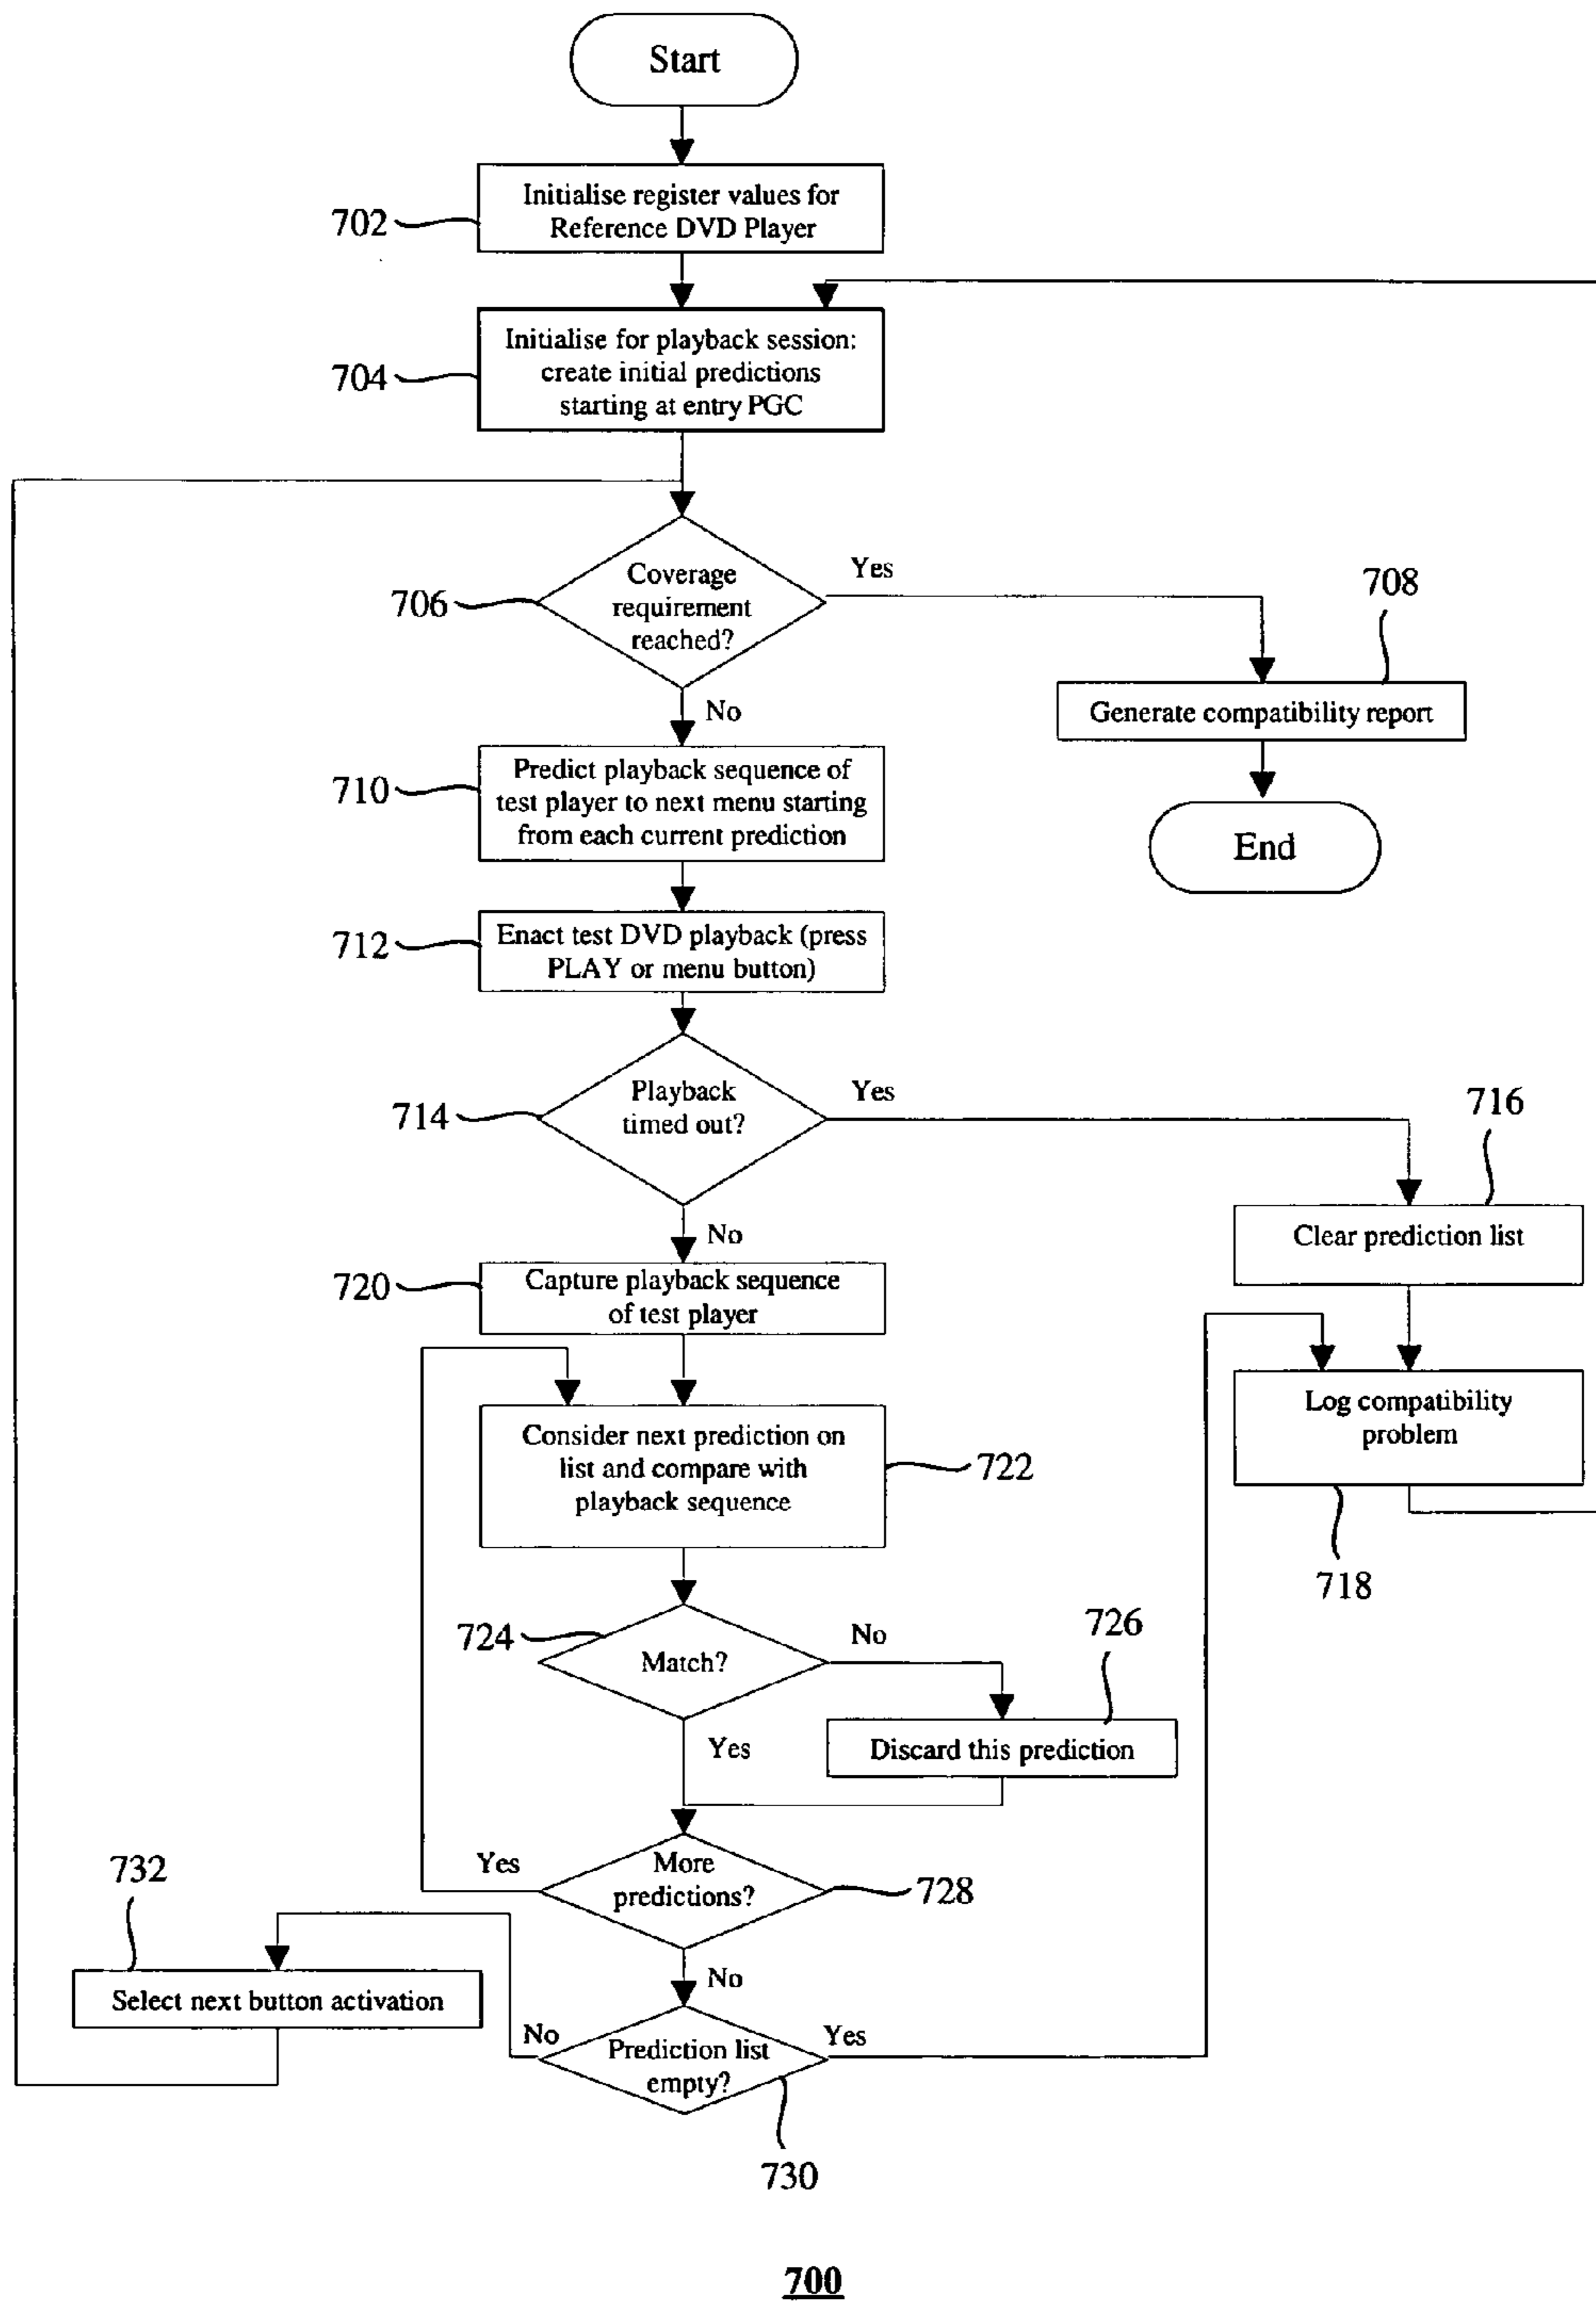 Start
Initialise register values for
Reference DVD Player
702
Initialise for playback session:
create initial predictions
starting at entry PGC
704
Coverage
requirement
reached?
706
Yes
708
Generate compatibility report
End
No
Predict playback sequence of
test player to next menu starting
from each current prediction
710
Enact test DVD playback (press
PLAY or menu button)
712
Playback
timed out?
714
Yes
716
Clear prediction list
No
Capture playback sequence
of test player
720
Log compatibility
problem
718
Consider next prediction on
list and compare with
playback sequence
722
724
Match?
No
726
Discard this prediction
Yes
More
predictions?
Yes
728
732
Select next button activation
No
Prediction list
empty?
No
Yes
730
700